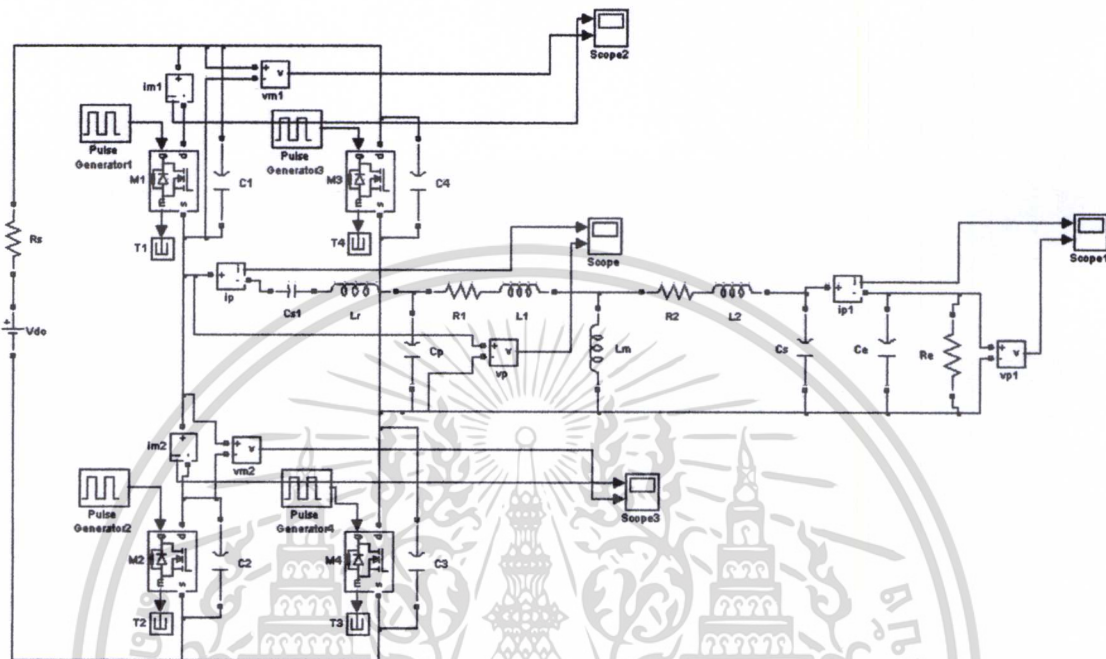 Scope2
im1
+
-
i
+
-
v
vm1
Pulse
Generator1
Pulse
Generator3
g
d
M1
m
s
C1
g
d
M3
m
s
C4
T1
T4
Rs
Scope
Scope1
+
-
i
ip
Cs1
Lr
R1
L1
R2
L2
+
-
i
ip1
+
Vdo
Cp
+
-
v
vp
Lm
Cs
Ce
Re
+
-
v
vp1
im2
+
-
i
+
-
v
vm2
Scope3
Pulse
Generator2
Pulse
Generator4
g
d
M2
m
s
C2
g
d
M4
m
s
C3
T2
T3